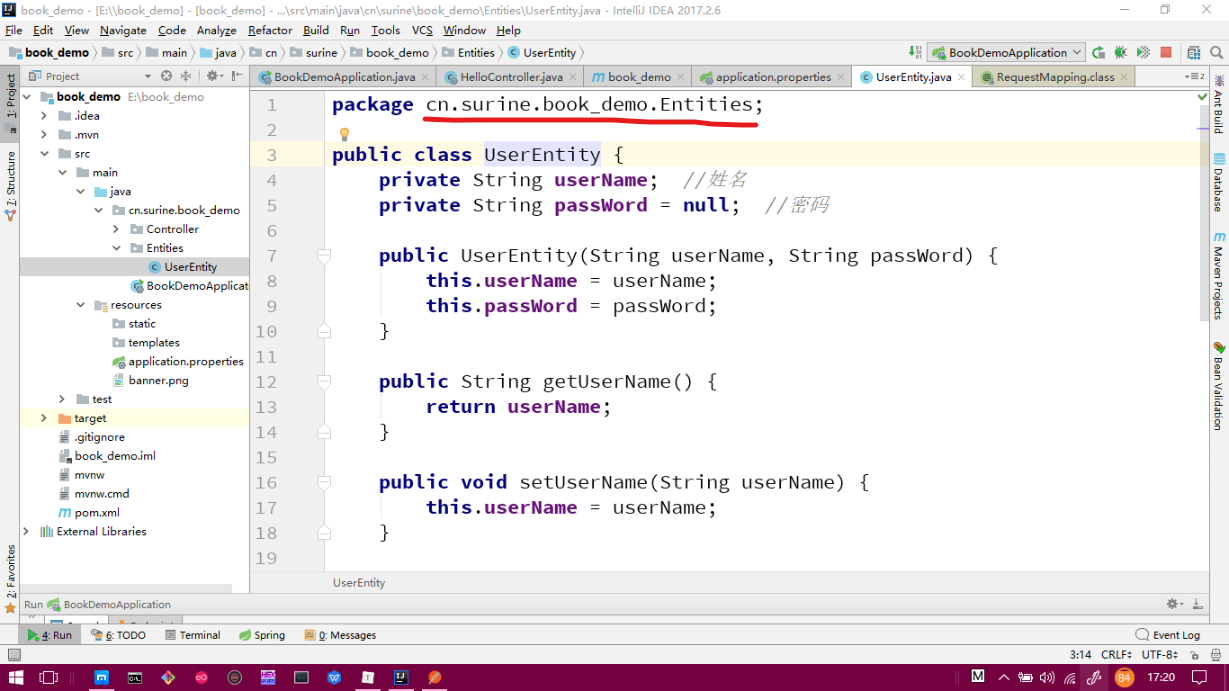 book_demo - [E:\\book_demo] - [book_demo] - ...\src\main\java\cn\surine\book_demo\Entities\UserEntity.java - IntelliJ IDEA 2017.2.6
File Edit View Navigate Code Analyze Refactor Build Run Tools VCS Window Help
book_demo src main java cn surine book_demo Entities UserEntity
BookDemoApplication
Project
BookDemoApplication.java HelloController.java book_demo application.properties UserEntity.java RequestMapping.class
2
1: Project
Z: Structure
2: Favorites
book_demo E:\book_demo
.idea
.mvn
src
main
java
cn.surine.book_demo
Controller
Entities
UserEntity
BookDemoApplicat
resources
static
templates
application.properties
banner.png
test
target
.gitignore
book_demo.iml
mvnw
mvnw.cmd
pom.xml
External Libraries
1 package cn.surine.book_demo.Entities;
2
3 public class UserEntity {
4 private String userName; //姓名
5 private String passWord = null; //密码
6
7 public UserEntity(String userName, String passWord) {
8 this.userName = userName;
9 this.passWord = passWord;
10 }
11
12 public String getUserName() {
13 return userName;
14 }
15
16 public void setUserName(String userName) {
17 this.userName = userName;
18 }
19
UserEntity
Ant Build
Database
Maven Projects
Bean Validation
Run BookDemoApplication
4: Run 6: TODO Terminal Spring 0: Messages Event Log
3:14 CRLF UTF-8
84 17:20